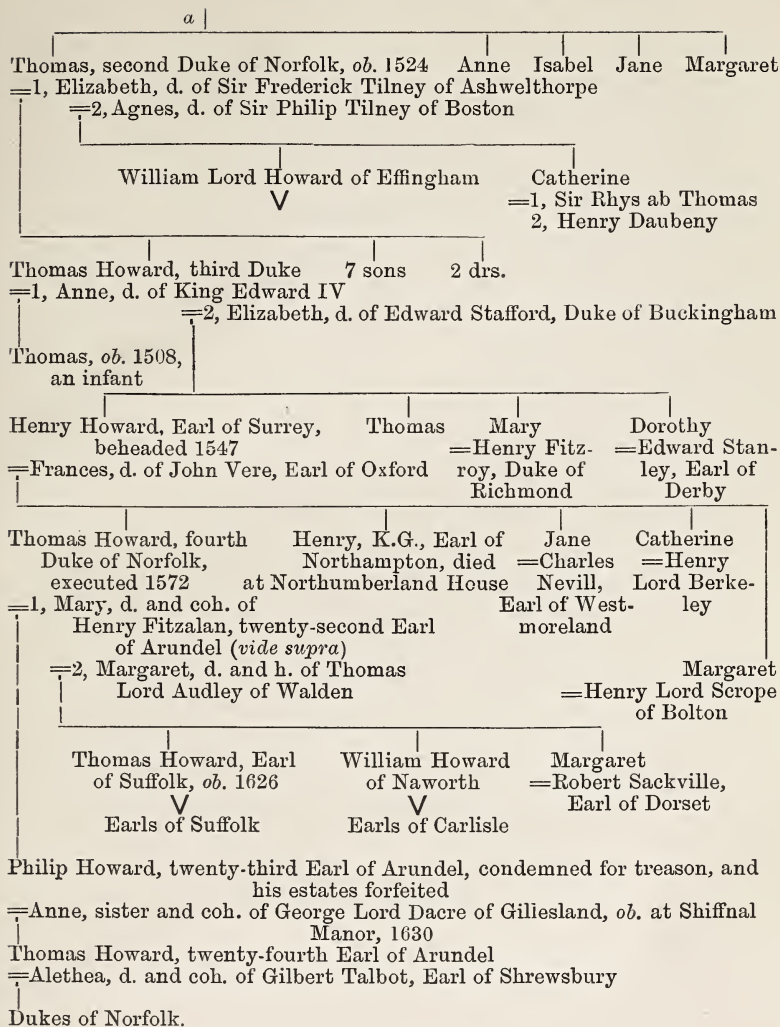 a
Thomas, second Duke of Norfolk, ob. 1524 Anne Isabel Jane Margaret
=1, Elizabeth, d. of Sir Frederick Tilney of Ashwelthorpe
=2, Agnes, d. of Sir Philip Tilney of Boston
William Lord Howard of Effingham Catherine
V =1, Sir Rhys ab Thomas
2, Henry Daubeny
Thomas Howard, third Duke 7 sons 2 drs.
=1, Anne, d. of King Edward IV
=2, Elizabeth, d. of Edward Stafford, Duke of Buckingham
Thomas, ob. 1508,
an infant
Henry Howard, Earl of Surrey, Thomas Mary Dorothy
beheaded 1547 =Henry Fitz- =Edward Stan-
=Frances, d. of John Vere, Earl of Oxford roy, Duke of ley, Earl of
Richmond Derby
Thomas Howard, fourth Henry, K.G., Earl of Jane Catherine
Duke of Norfolk, Northampton, died =Charles =Henry
executed 1572 at Northumberland House Nevill, Lord Berke-
=1, Mary, d. and coh. of Earl of West- ley
Henry Fitzalan, twenty-second Earl moreland
of Arundel (vide supra)
=2, Margaret, d. and h. of Thomas Margaret
Lord Audley of Walden =Henry Lord Scrope
of Bolton
Thomas Howard, Earl William Howard Margaret
of Suffolk, ob. 1626 of Naworth =Robert Sackville,
V V Earl of Dorset
Earls of Suffolk Earls of Carlisle
Philip Howard, twenty-third Earl of Arundel, condemned for treason, and
his estates forfeited
=Anne, sister and coh. of George Lord Dacre of Gillesland, ob. at Shiffnal
Manor, 1630
Thomas Howard, twenty-fourth Earl of Arundel
=Alethea, d. and coh. of Gilbert Talbot, Earl of Shrewsbury
Dukes of Norfolk.